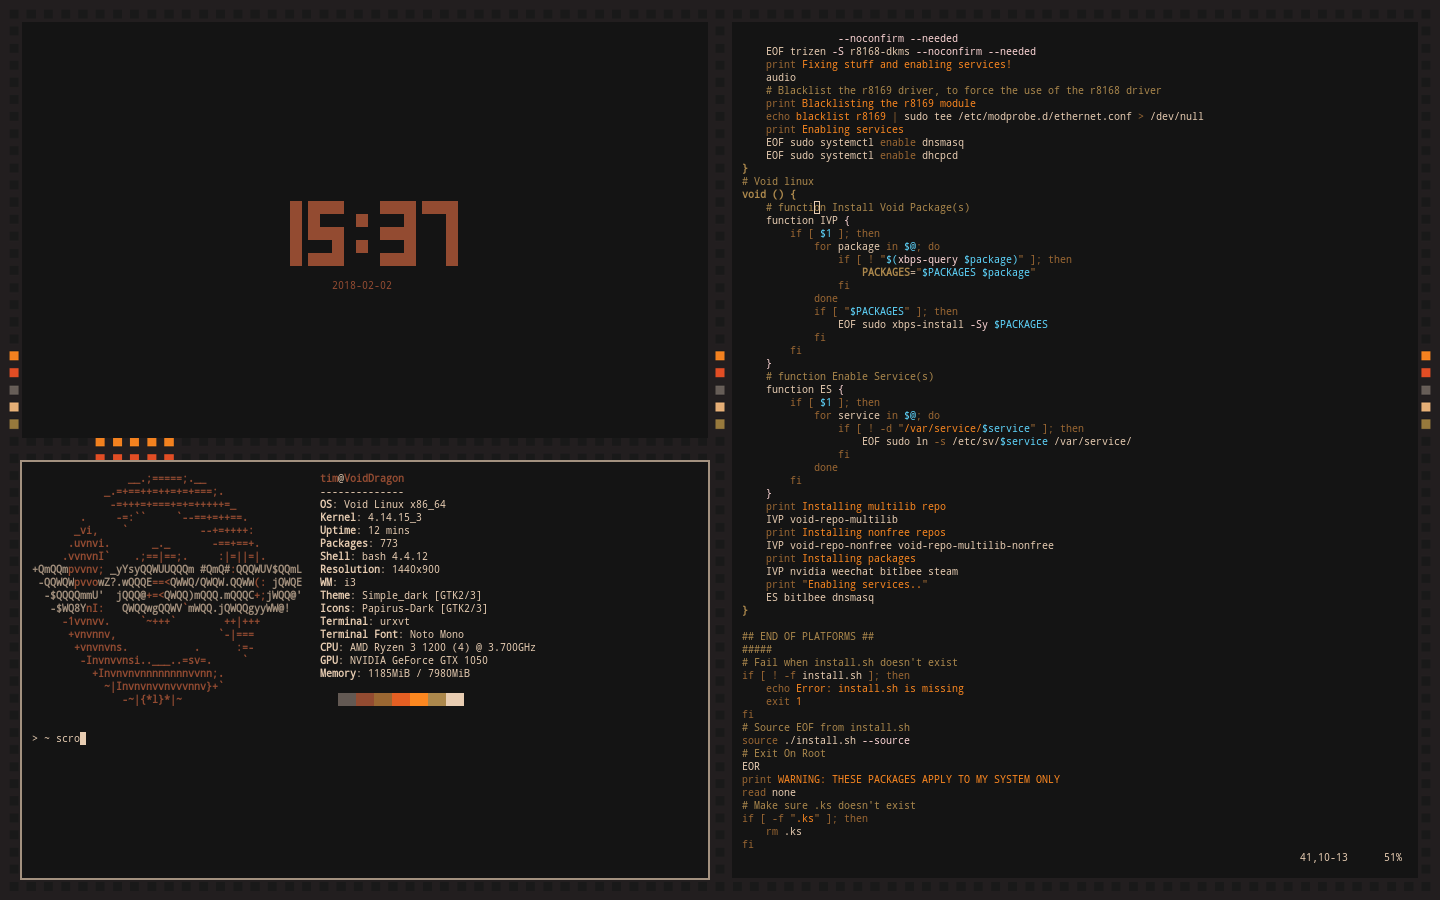 15:37
2018-02-02
tim@VoidDragon
--------------
OS: Void Linux x86_64
Kernel: 4.14.15_3
Uptime: 12 mins
Packages: 773
Shell: bash 4.4.12
Resolution: 1440x900
WM: i3
Theme: Simple_dark [GTK2/3]
Icons: Papirus-Dark [GTK2/3]
Terminal: urxvt
Terminal Font: Noto Mono
CPU: AMD Ryzen 3 1200 (4) @ 3.700GHz
GPU: NVIDIA GeForce GTX 1050
Memory: 1185MiB / 7980MiB
> ~ scro
--noconfirm --needed
EOF trizen -S r8168-dkms --noconfirm --needed
print Fixing stuff and enabling services!
audio
# Blacklist the r8169 driver, to force the use of the r8168 driver
print Blacklisting the r8169 module
echo blacklist r8169 | sudo tee /etc/modprobe.d/ethernet.conf > /dev/null
print Enabling services
EOF sudo systemctl enable dnsmasq
EOF sudo systemctl enable dhcpcd
}
# Void linux
void () {
# function Install Void Package(s)
function IVP {
if [ $1 ]; then
for package in $@; do
if [ ! "$(xbps-query $package)" ]; then
PACKAGES="$PACKAGES $package"
fi
done
if [ "$PACKAGES" ]; then
EOF sudo xbps-install -Sy $PACKAGES
fi
fi
}
# function Enable Service(s)
function ES {
if [ $1 ]; then
for service in $@; do
if [ ! -d "/var/service/$service" ]; then
EOF sudo ln -s /etc/sv/$service /var/service/
fi
done
fi
}
print Installing multilib repo
IVP void-repo-multilib
print Installing nonfree repos
IVP void-repo-nonfree void-repo-multilib-nonfree
print Installing packages
IVP nvidia weechat bitlbee steam
print "Enabling services.."
ES bitlbee dnsmasq
}
## END OF PLATFORMS ##
#####
# Fail when install.sh doesn't exist
if [ ! -f install.sh ]; then
echo Error: install.sh is missing
exit 1
fi
# Source EOF from install.sh
source ./install.sh --source
# Exit On Root
EOR
print WARNING: THESE PACKAGES APPLY TO MY SYSTEM ONLY
read none
# Make sure .ks doesn't exist
if [ -f ".ks" ]; then
rm .ks
fi
41,10-13 51%